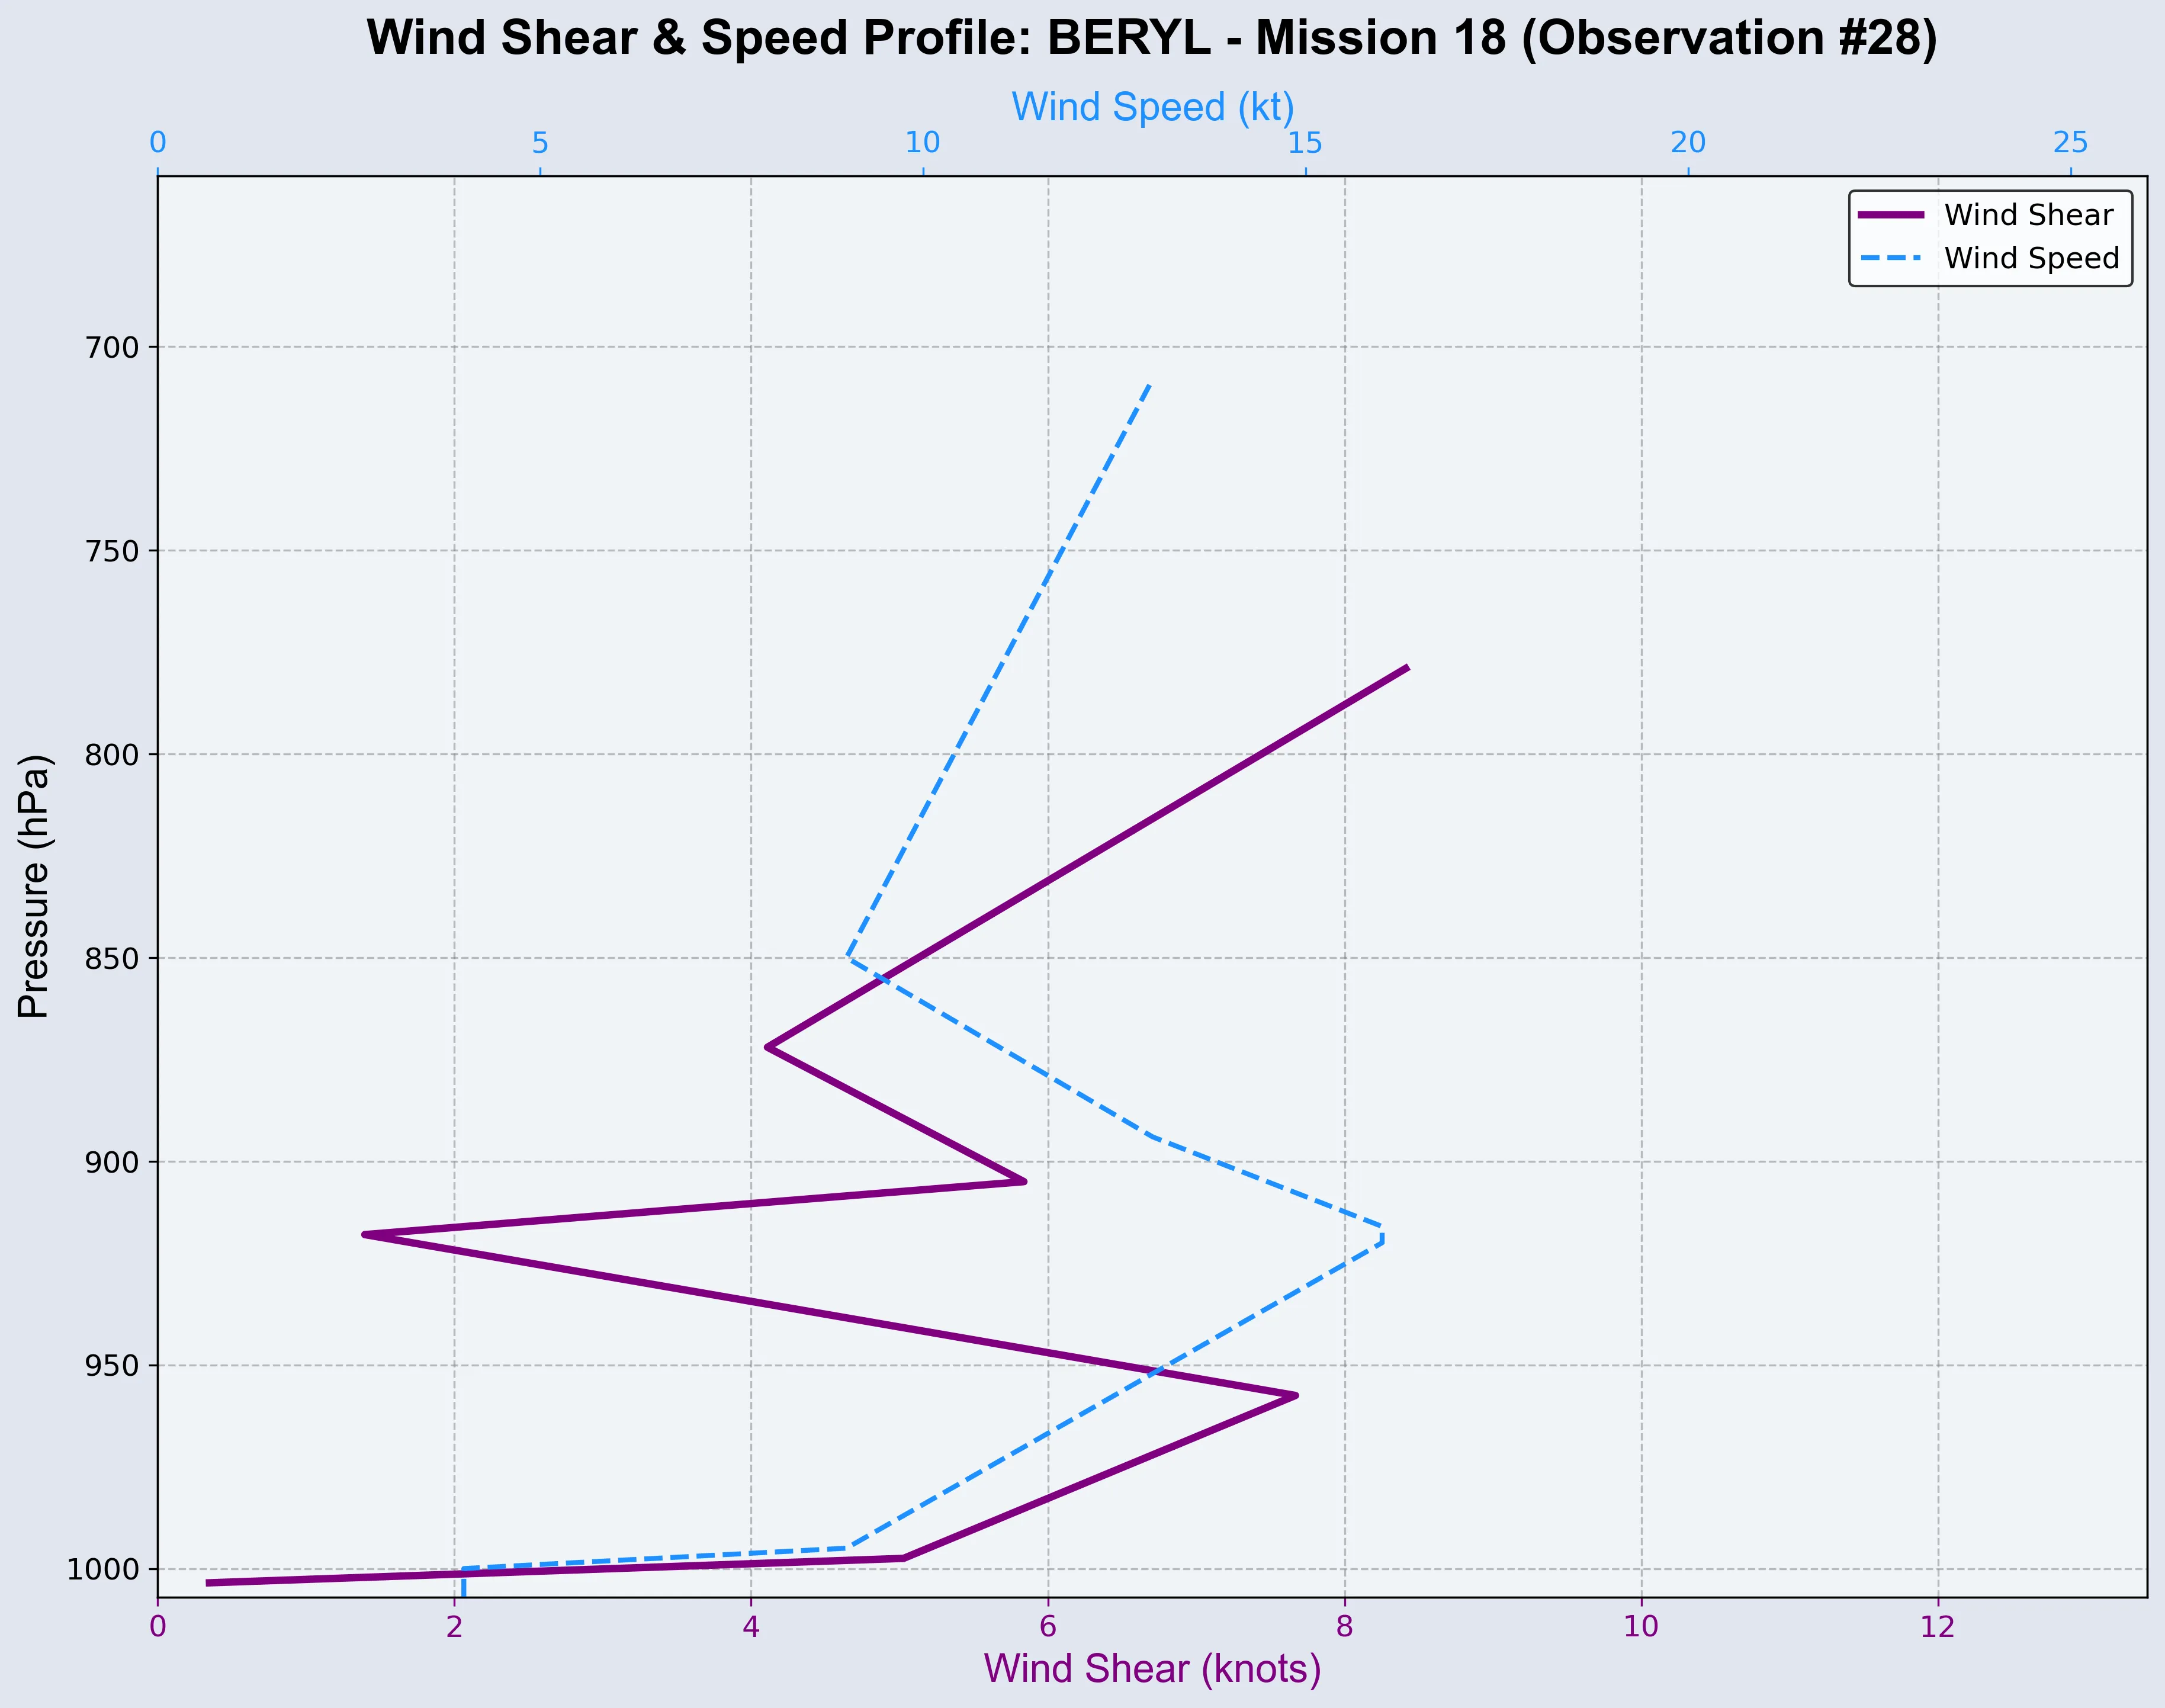 Wind Shear & Speed Profile: BERYL - Mission 18 (Observation #28)
Wind Speed (kt)
0 5 10 15 20 25
Wind Shear
Wind Speed
Pressure (hPa)
700
750
800
850
900
950
1000
0 2 4 6 8 10 12
Wind Shear (knots)